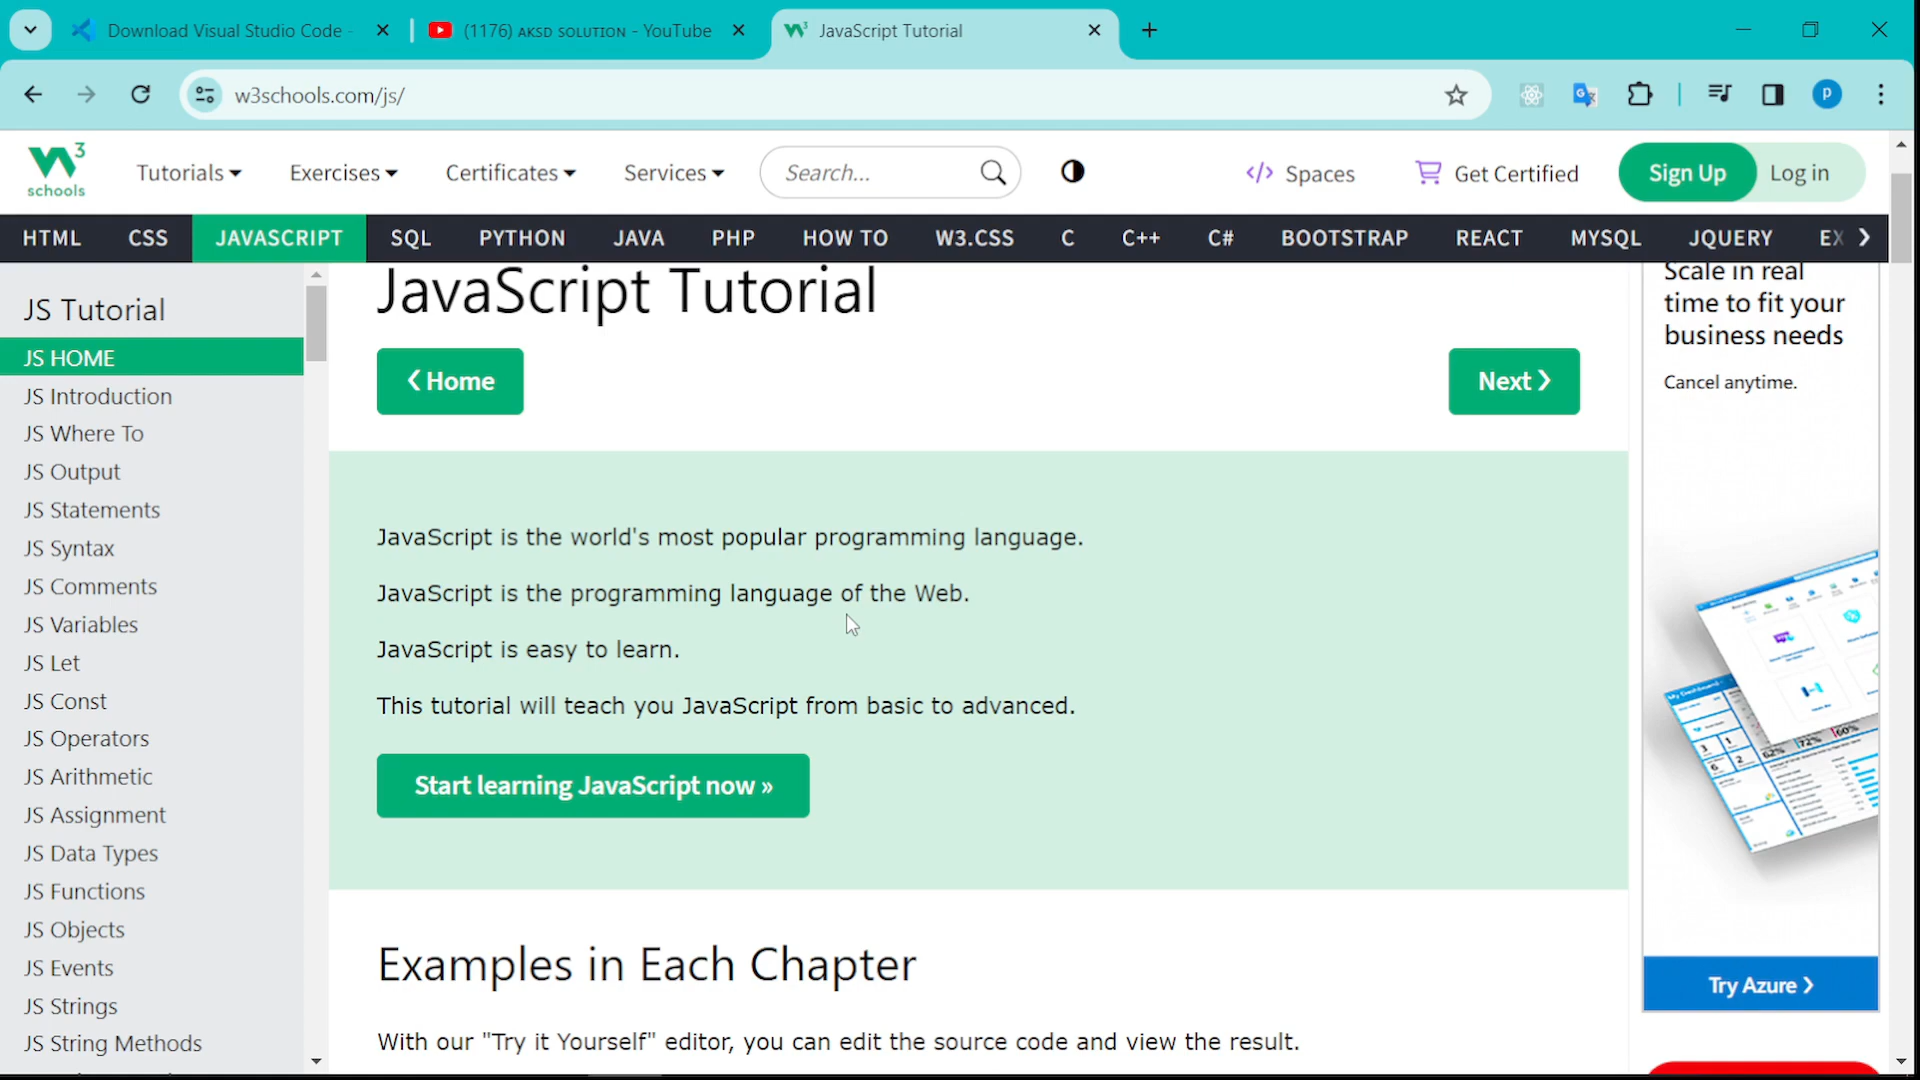 Download Visual Studio Code -
(1176) AKSD SOLUTION - YouTube
JavaScript Tutorial
w3schools.com/js/
P
W3 schools
Tutorials
Exercises
Certificates
Services
Search...
Spaces
Get Certified
Sign Up
Log in
HTML
CSS
JAVASCRIPT
SQL
PYTHON
JAVA
PHP
HOW TO
W3.CSS
C
C++
C#
BOOTSTRAP
REACT
MYSQL
JQUERY
EX ❯
JS Tutorial
JS HOME
JS Introduction
JS Where To
JS Output
JS Statements
JS Syntax
JS Comments
JS Variables
JS Let
JS Const
JS Operators
JS Arithmetic
JS Assignment
JS Data Types
JS Functions
JS Objects
JS Events
JS Strings
JS String Methods
JavaScript Tutorial
❮ Home
Next ❯
JavaScript is the world's most popular programming language.
JavaScript is the programming language of the Web.
JavaScript is easy to learn.
This tutorial will teach you JavaScript from basic to advanced.
Start learning JavaScript now »
Examples in Each Chapter
With our "Try it Yourself" editor, you can edit the source code and view the result.
Scale in real
time to fit your
business needs
Cancel anytime.
My Dashboard
62% 72% 60%
Try Azure ❯